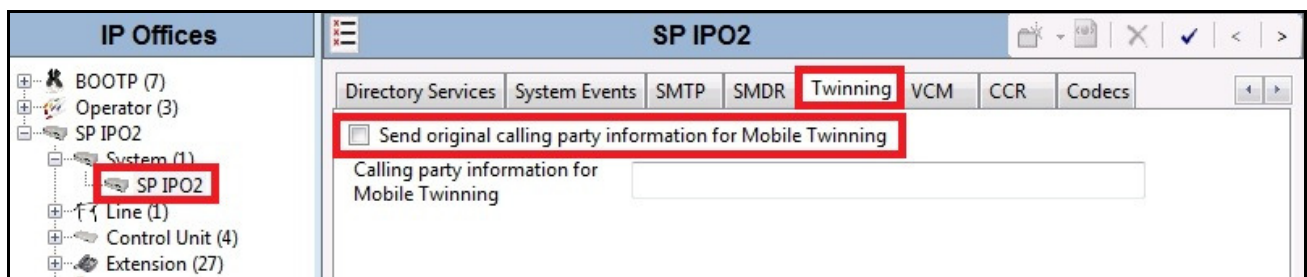 IP Offices
BOOTP (7)
Operator (3)
SP IPO2
System (1)
SP IPO2
Line (1)
Control Unit (4)
Extension (27)
SP IPO2
Directory Services System Events SMTP SMDR Twinning VCM CCR Codecs
Send original calling party information for Mobile Twinning
Calling party information for
Mobile Twinning